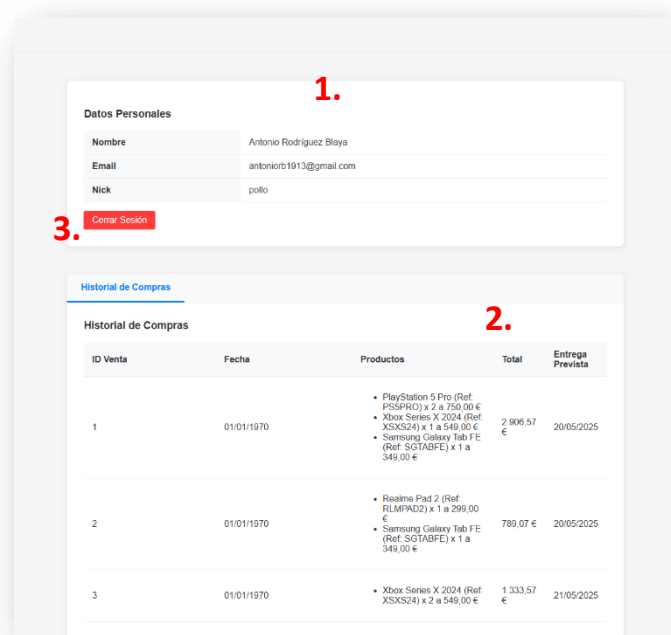 1.
Datos Personales
Nombre Antonio Rodríguez Blaya
Email antoniorb1913@gmail.com
Nick pollo
3.
Cerrar Sesión
Historial de Compras
2.
Historial de Compras
ID Venta Fecha Productos Total Entrega
Prevista
• PlayStation 5 Pro (Ref:
PS5PRO) x 2 a 750,00 €
• Xbox Series X 2024 (Ref:
XSXS24) x 1 a 549,00 €
• Samsung Galaxy Tab FE
(Ref: SGTABFE) x 1 a
349,00 €
1 01/01/1970 2.906,57
€ 20/05/2025
• Realme Pad 2 (Ref:
RLMPAD2) x 1 a 299,00
€
• Samsung Galaxy Tab FE
(Ref: SGTABFE) x 1 a
349,00 €
2 01/01/1970 789,07 € 20/05/2025
• Xbox Series X 2024 (Ref:
XSXS24) x 2 a 549,00 €
3 01/01/1970 1.333,57
€ 21/05/2025